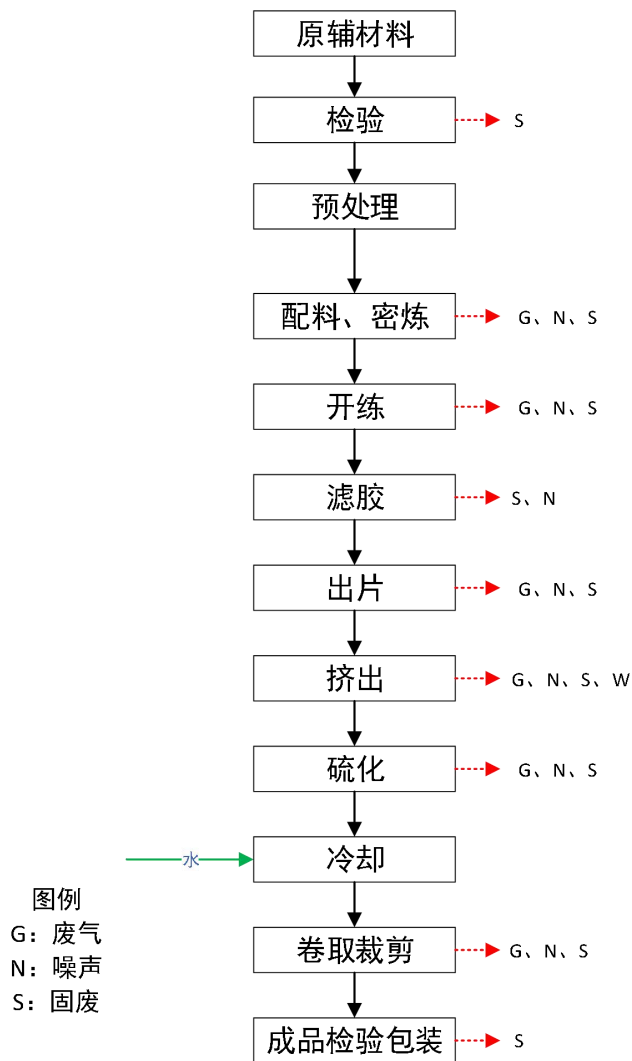 原辅材料
检验
S
预处理
配料、密炼
G、N、S
开练
G、N、S
滤胶
S、N
出片
G、N、S
挤出
G、N、S、W
硫化
G、N、S
水
冷却
图例
G：废气
N：噪声
S：固废
卷取裁剪
G、N、S
成品检验包装
S